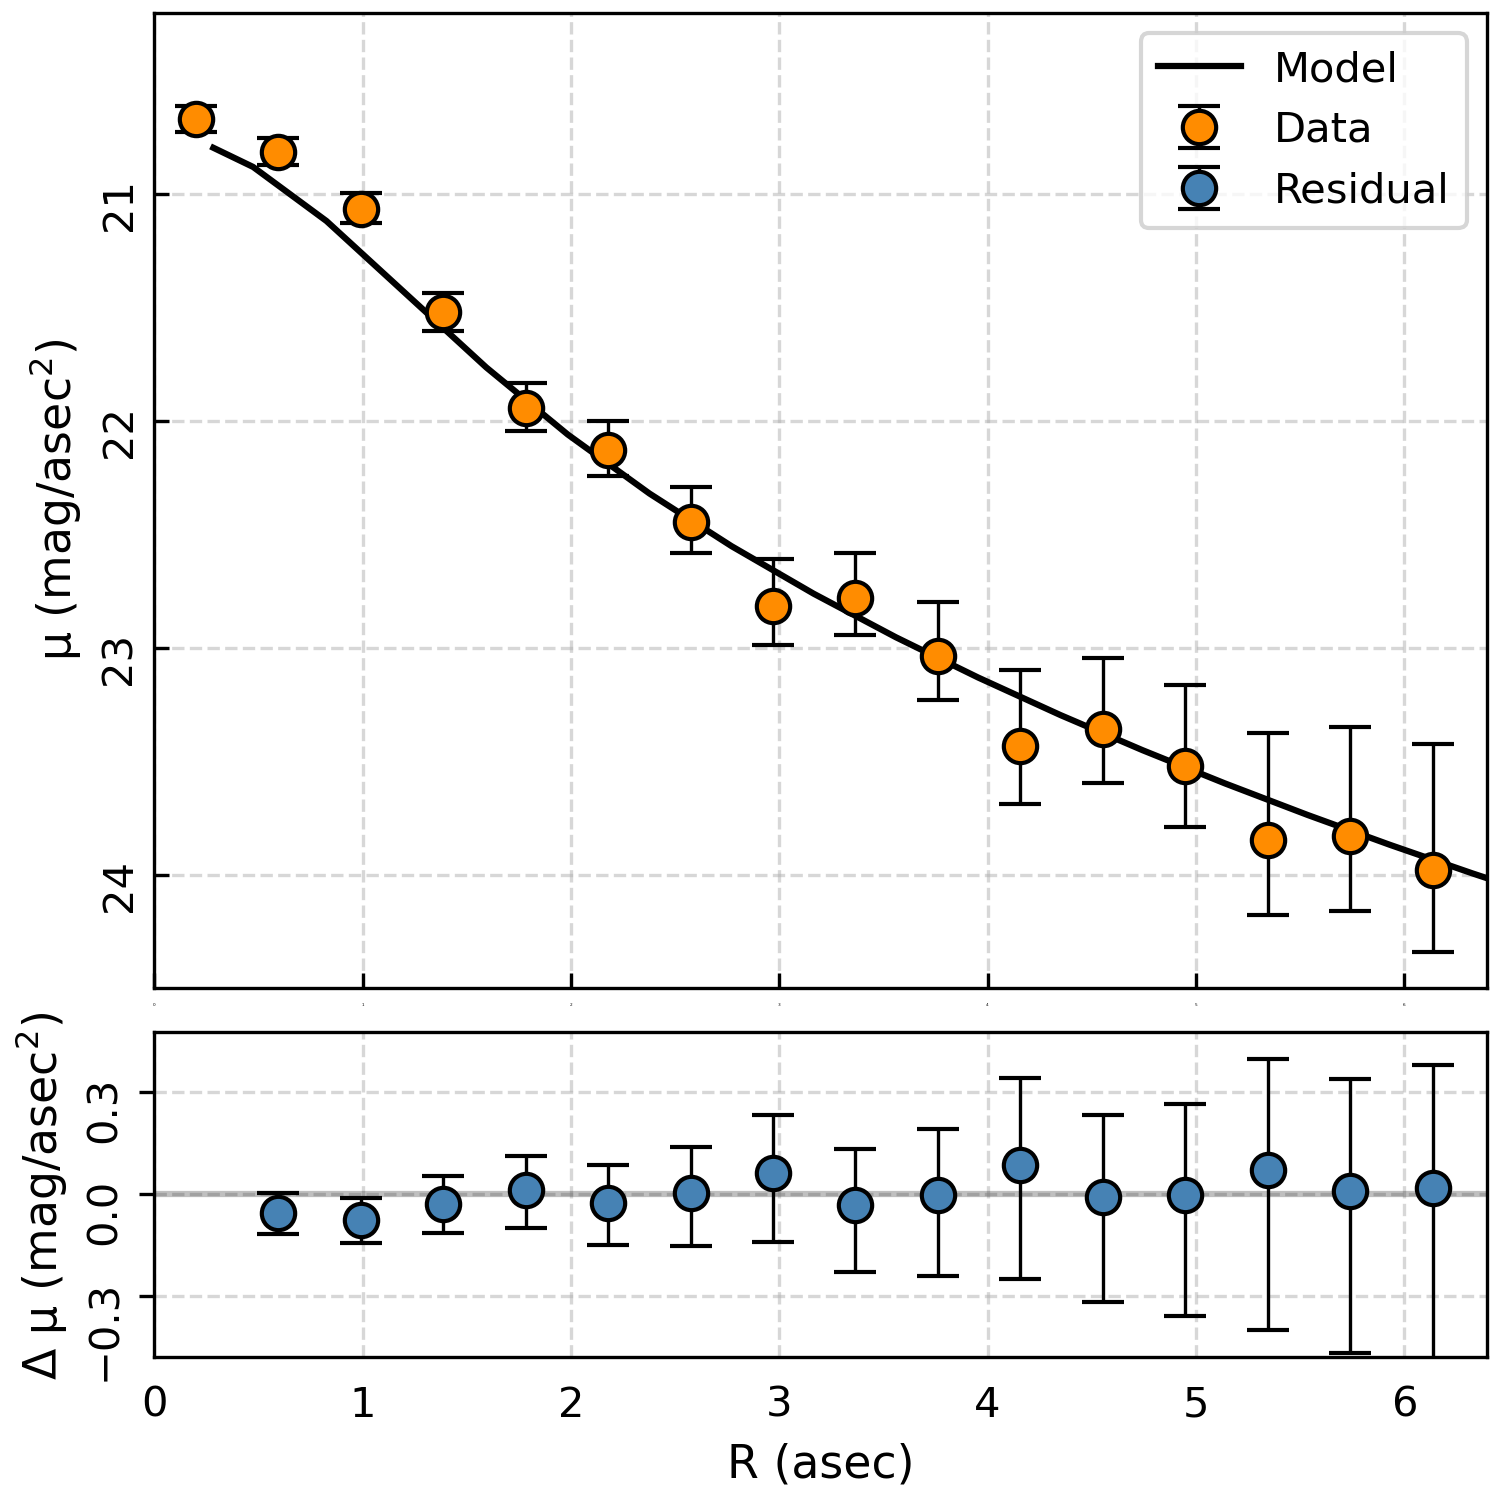 Model
Data
Residual
21
22
23
24
μ (mag/asec²)
0.3
0.0
−0.3
Δ μ (mag/asec²)
0 1 2 3 4 5 6
R (asec)